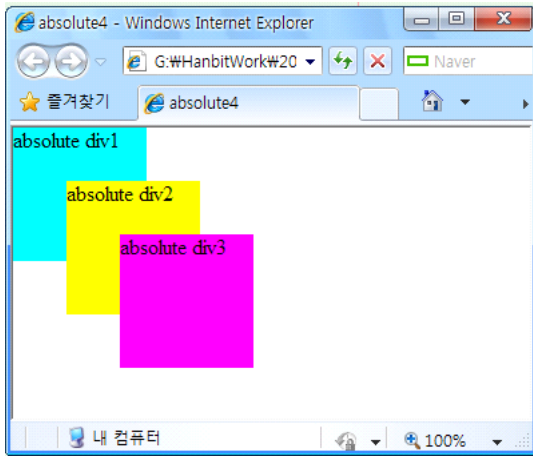 absolute4 - Windows Internet Explorer
G:₩HanbitWork₩20
Naver
즐겨찾기
absolute4
absolute div1
absolute div2
absolute div3
내 컴퓨터
100%